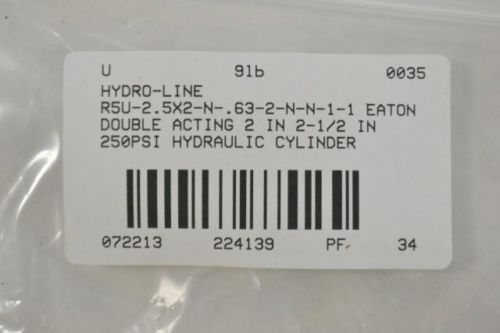 U 9lb 0035
HYDRO-LINE
R5U-2.5X2-N-.63-2-N-N-1-1 EATON
DOUBLE ACTING 2 IN 2-1/2 IN
250PSI HYDRAULIC CYLINDER
072213 224139 PF. 34